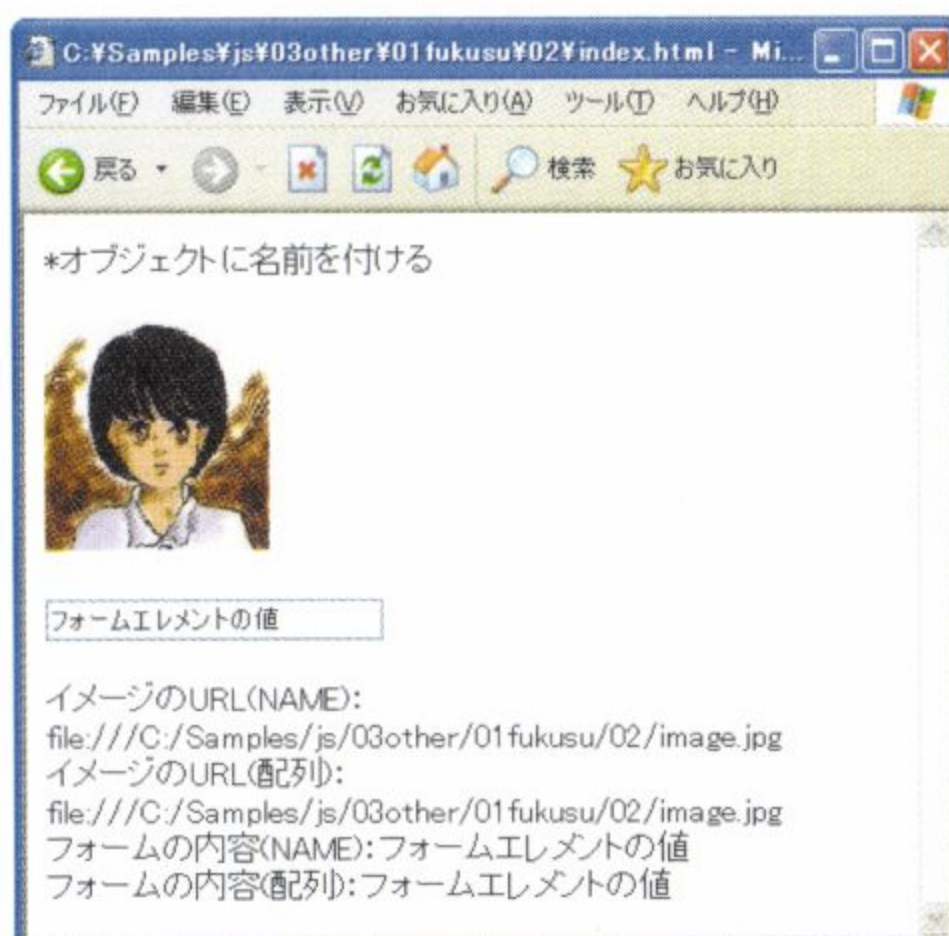 C:¥Samples¥js¥03other¥01fukusu¥02¥index.html - Mi...
ファイル(F) 編集(E) 表示(V) お気に入り(A) ツール(T) ヘルプ(H)
戻る 検索 お気に入り
*オブジェクトに名前を付ける
フォームエレメントの値
イメージのURL(NAME):
file:///C:/Samples/js/03other/01fukusu/02/image.jpg
イメージのURL(配列):
file:///C:/Samples/js/03other/01fukusu/02/image.jpg
フォームの内容(NAME):フォームエレメントの値
フォームの内容(配列):フォームエレメントの値